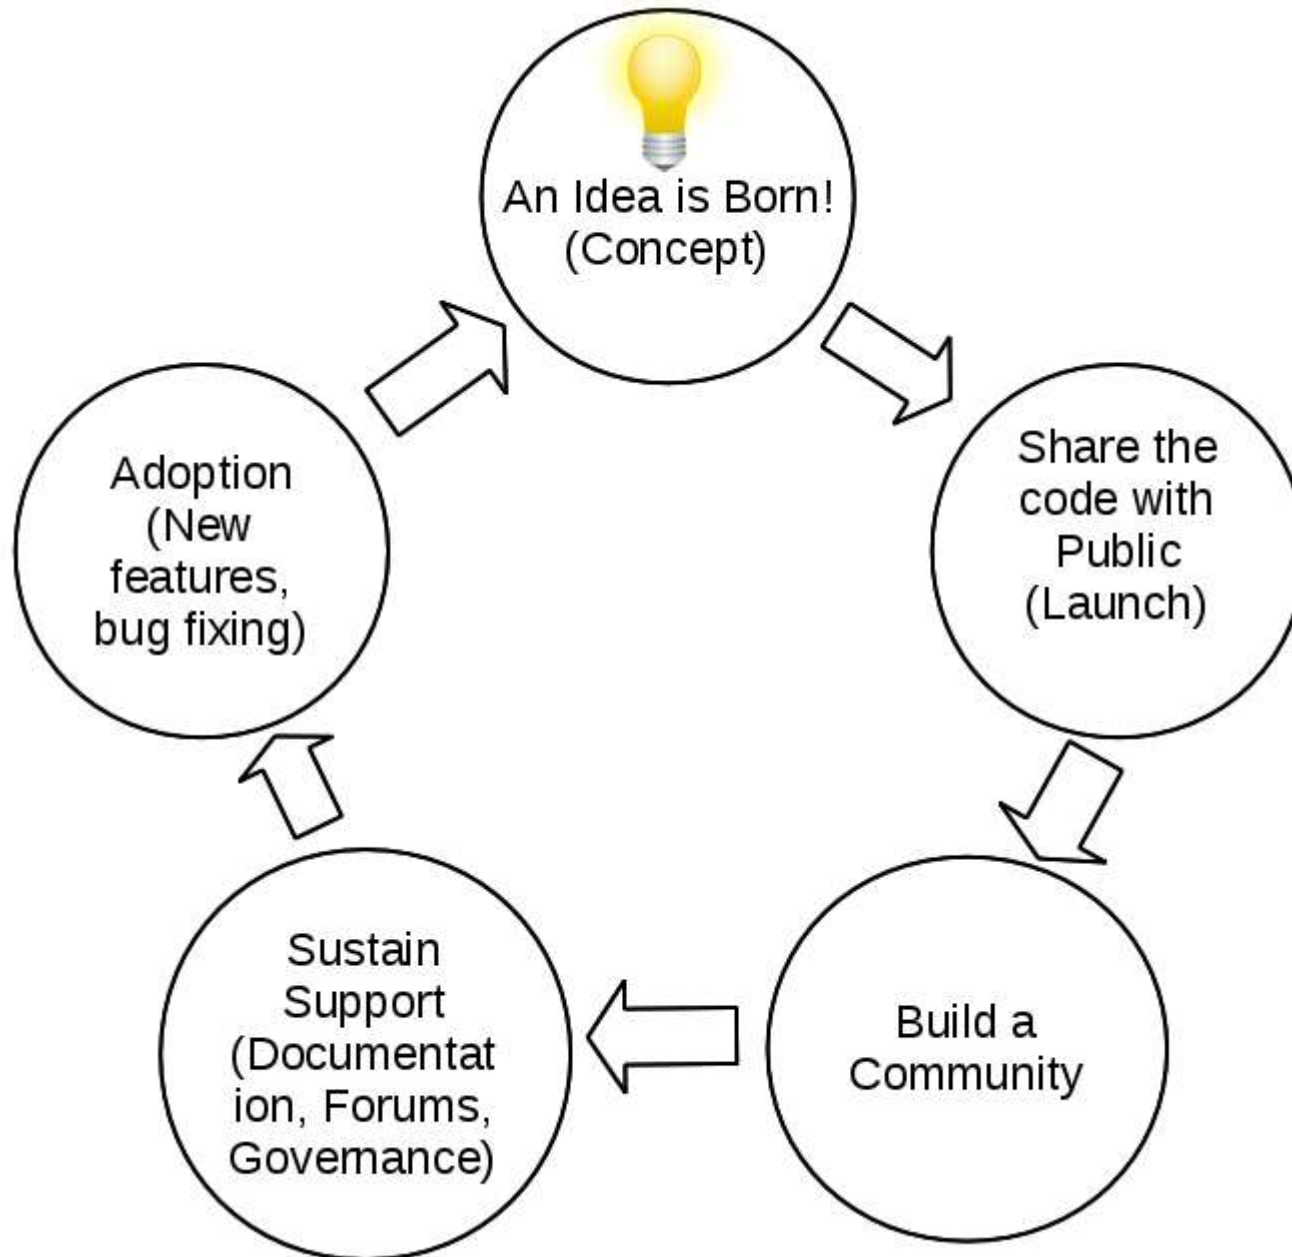 An Idea is Born!
(Concept)
Share the
code with
Public
(Launch)
Build a
Community
Sustain
Support
(Documentat
ion, Forums,
Governance)
Adoption
(New
features,
bug fixing)